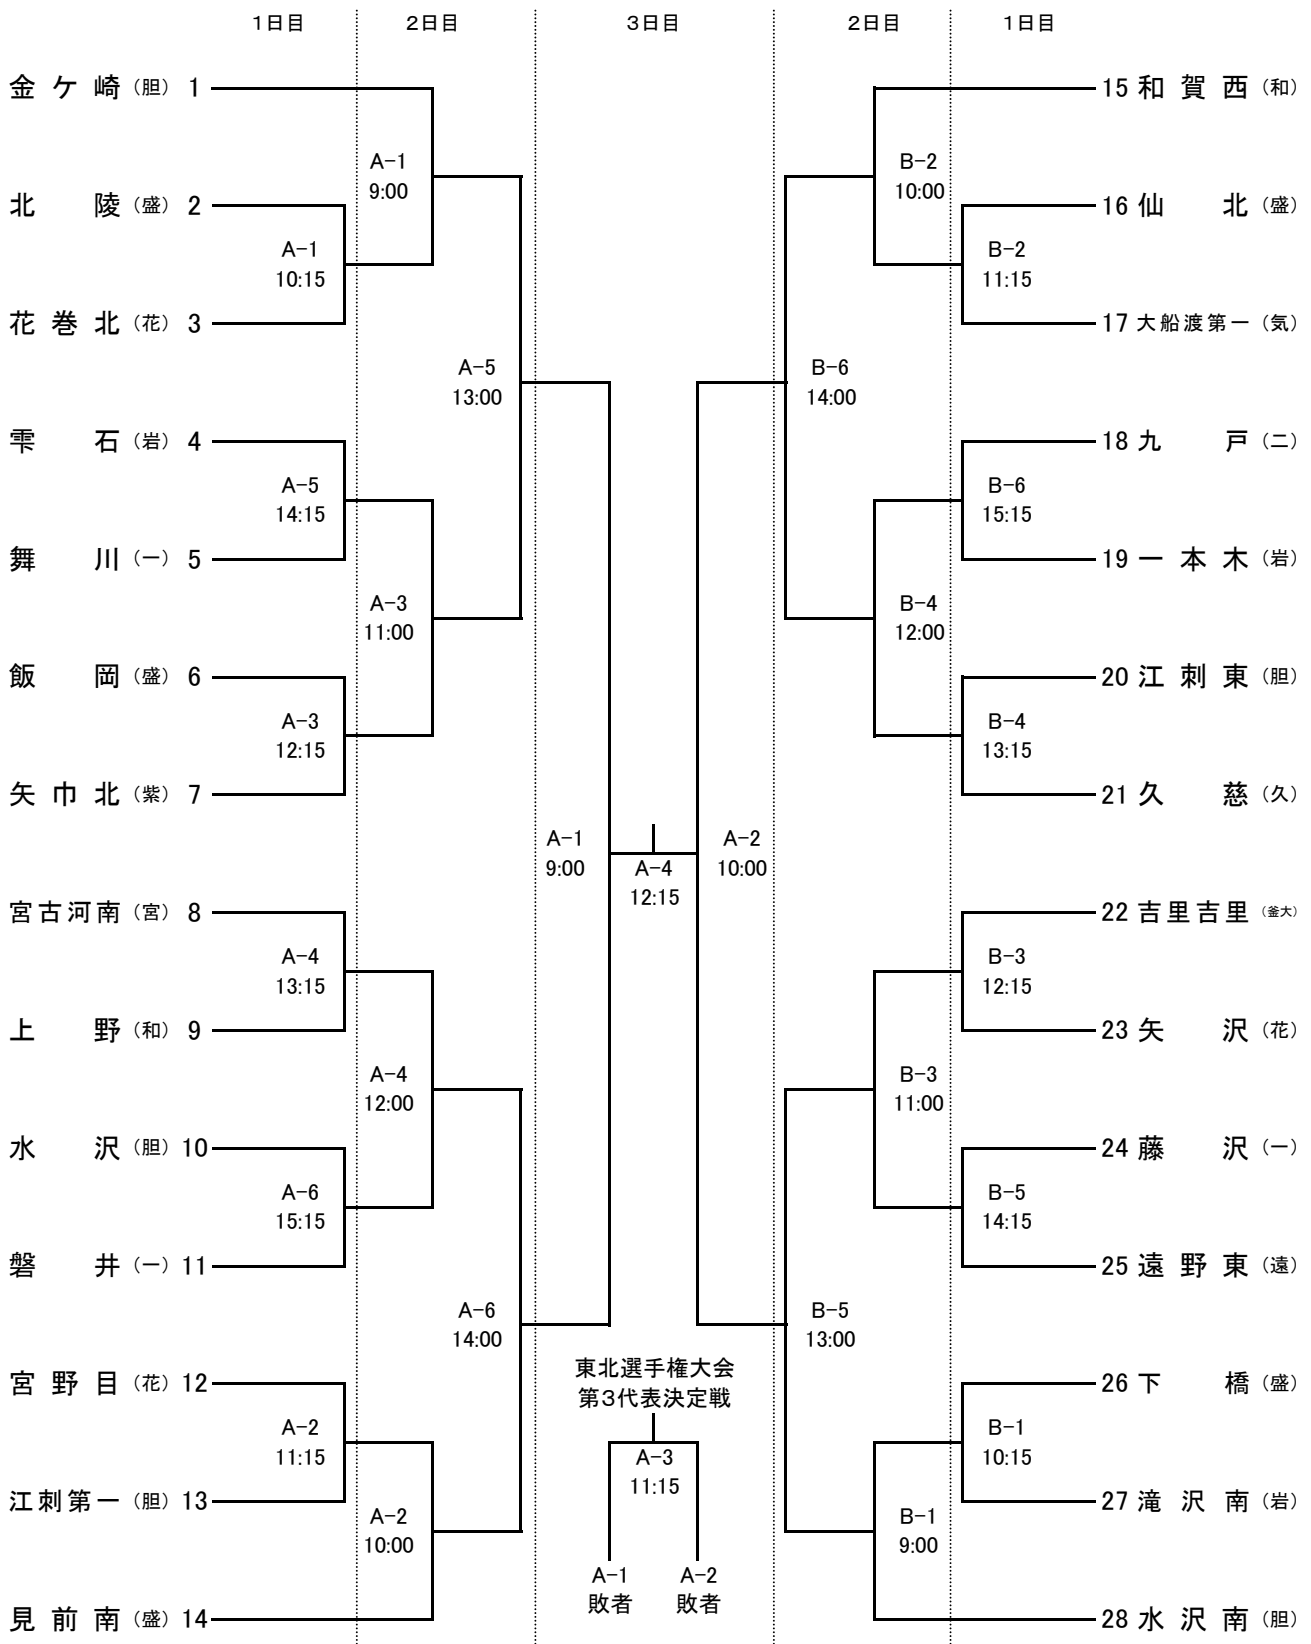 1日目
2日目
3日目
2日目
1日目
金ケ崎（胆） 1
北陵（盛） 2
花巻北（花） 3
雫石（岩） 4
舞川（一） 5
飯岡（盛） 6
矢巾北（紫） 7
宮古河南（宮） 8
上野（和） 9
水沢（胆） 10
磐井（一） 11
宮野目（花） 12
江刺第一（胆） 13
見前南（盛） 14
A-1
10:15
A-5
14:15
A-3
12:15
A-4
13:15
A-6
15:15
A-2
11:15
A-1
9:00
A-3
11:00
A-4
12:00
A-2
10:00
A-5
13:00
A-6
14:00
A-1
9:00
A-4
12:15
A-2
10:00
東北選手権大会
第3代表決定戦
A-3
11:15
A-1
敗者
A-2
敗者
B-6
14:00
B-5
13:00
B-2
10:00
B-4
12:00
B-3
11:00
B-1
9:00
B-2
11:15
B-6
15:15
B-4
13:15
B-3
12:15
B-5
14:15
B-1
10:15
15 和賀西（和）
16 仙北（盛）
17 大船渡第一（気）
18 九戸（二）
19 一本木（岩）
20 江刺東（胆）
21 久慈（久）
22 吉里吉里（釜大）
23 矢沢（花）
24 藤沢（一）
25 遠野東（遠）
26 下橋（盛）
27 滝沢南（岩）
28 水沢南（胆）